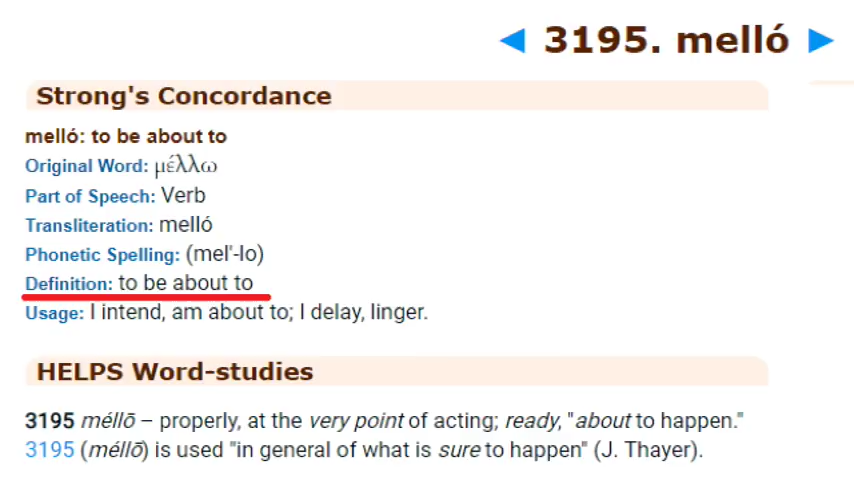 ◄ 3195. melló ►
Strong's Concordance
melló: to be about to
Original Word: μέλλω
Part of Speech: Verb
Transliteration: melló
Phonetic Spelling: (mel'-lo)
Definition: to be about to
Usage: I intend, am about to; I delay, linger.
HELPS Word-studies
3195 méllō – properly, at the very point of acting; ready, "about to happen."
3195 (méllō) is used "in general of what is sure to happen" (J. Thayer).